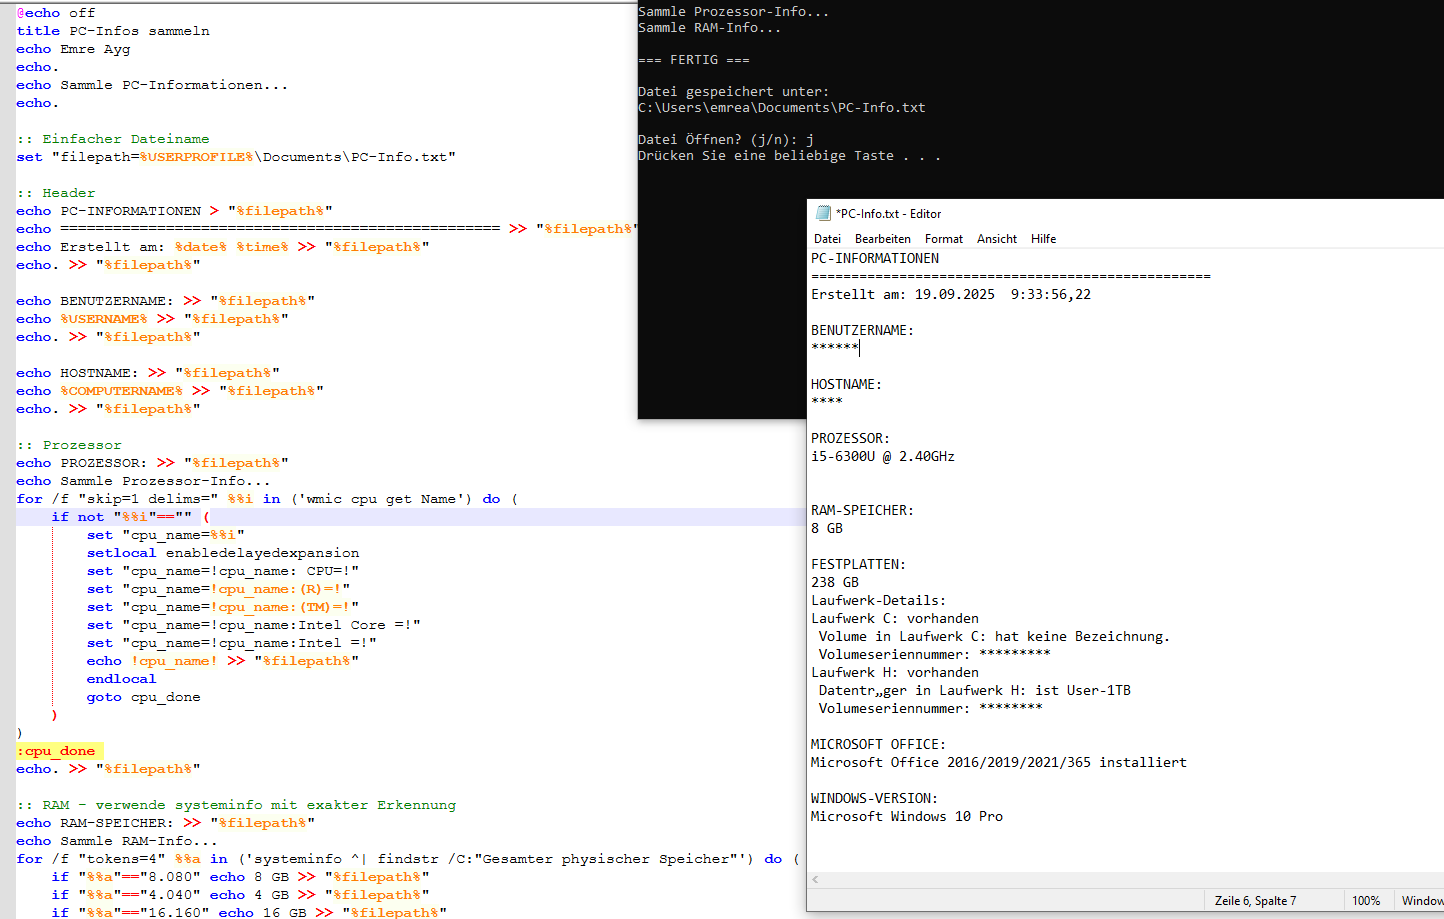 @echo off
title PC-Infos sammeln
echo Emre Ayg
echo.
echo Sammle PC-Informationen...
echo.
:: Einfacher Dateiname
set "filepath=%USERPROFILE%\Documents\PC-Info.txt"
:: Header
echo PC-INFORMATIONEN > "%filepath%"
echo ================================================== >> "%filepath%"
echo Erstellt am: %date% %time% >> "%filepath%"
echo. >> "%filepath%"
echo BENUTZERNAME: >> "%filepath%"
echo %USERNAME% >> "%filepath%"
echo. >> "%filepath%"
echo HOSTNAME: >> "%filepath%"
echo %COMPUTERNAME% >> "%filepath%"
echo. >> "%filepath%"
:: Prozessor
echo PROZESSOR: >> "%filepath%"
echo Sammle Prozessor-Info...
for /f "skip=1 delims=" %%i in ('wmic cpu get Name') do (
if not "%%i"=="" (
set "cpu_name=%%i"
setlocal enabledelayedexpansion
set "cpu_name=!cpu_name: CPU=!"
set "cpu_name=!cpu_name:(R)=!"
set "cpu_name=!cpu_name:(TM)=!"
set "cpu_name=!cpu_name:Intel Core =!"
set "cpu_name=!cpu_name:Intel =!"
echo !cpu_name! >> "%filepath%"
endlocal
goto cpu_done
)
)
:cpu_done
echo. >> "%filepath%"
:: RAM - verwende systeminfo mit exakter Erkennung
echo RAM-SPEICHER: >> "%filepath%"
echo Sammle RAM-Info...
for /f "tokens=4" %%a in ('systeminfo ^| findstr /C:"Gesamter physischer Speicher"') do (
if "%%a"=="8.080" echo 8 GB >> "%filepath%"
if "%%a"=="4.040" echo 4 GB >> "%filepath%"
if "%%a"=="16.160" echo 16 GB >> "%filepath%"
Sammle Prozessor-Info...
Sammle RAM-Info...
=== FERTIG ===
Datei gespeichert unter:
C:\Users\emrea\Documents\PC-Info.txt
Datei Öffnen? (j/n): j
Drücken Sie eine beliebige Taste . . .
*PC-Info.txt - Editor
Datei Bearbeiten Format Ansicht Hilfe
PC-INFORMATIONEN
==================================================
Erstellt am: 19.09.2025  9:33:56,22
BENUTZERNAME:
******
HOSTNAME:
****
PROZESSOR:
i5-6300U @ 2.40GHz
RAM-SPEICHER:
8 GB
FESTPLATTEN:
238 GB
Laufwerk-Details:
Laufwerk C: vorhanden
Volume in Laufwerk C: hat keine Bezeichnung.
Volumeseriennummer: *********
Laufwerk H: vorhanden
Datentr„ger in Laufwerk H: ist User-1TB
Volumeseriennummer: ********
MICROSOFT OFFICE:
Microsoft Office 2016/2019/2021/365 installiert
WINDOWS-VERSION:
Microsoft Windows 10 Pro
Zeile 6, Spalte 7 100% Window